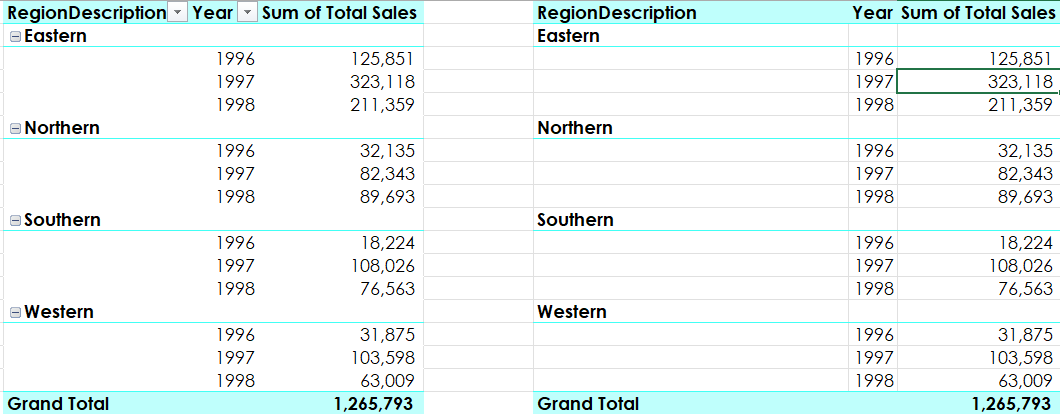 RegionDescription Year Sum of Total Sales RegionDescription Year Sum of Total Sales
Eastern Eastern
1996 125,851 1996 125,851
1997 323,118 1997 323,118
1998 211,359 1998 211,359
Northern Northern
1996 32,135 1996 32,135
1997 82,343 1997 82,343
1998 89,693 1998 89,693
Southern Southern
1996 18,224 1996 18,224
1997 108,026 1997 108,026
1998 76,563 1998 76,563
Western Western
1996 31,875 1996 31,875
1997 103,598 1997 103,598
1998 63,009 1998 63,009
Grand Total 1,265,793 Grand Total 1,265,793